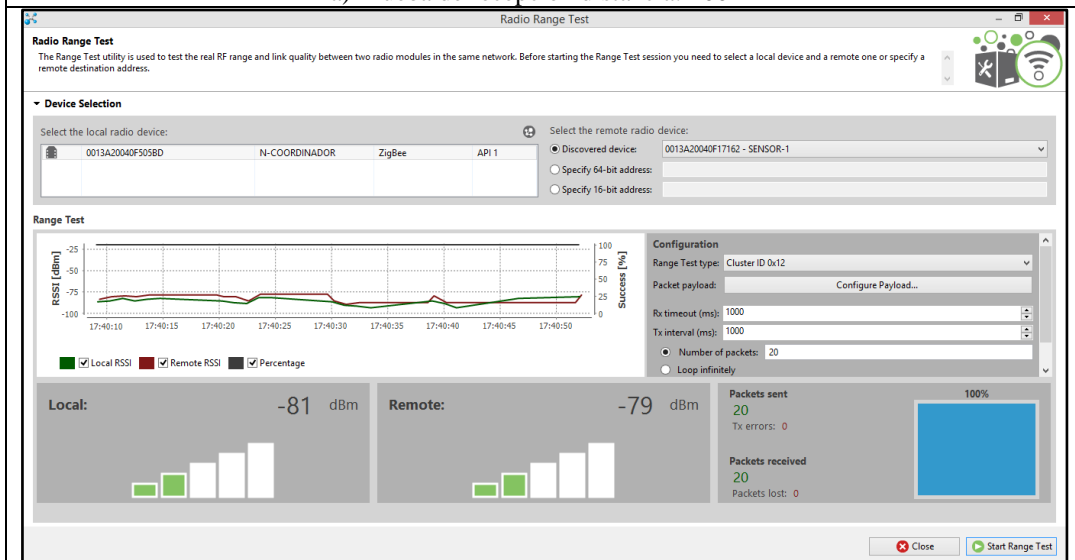 Radio Range Test
Radio Range Test
The Range Test utility is used to test the real RF range and link quality between two radio modules in the same network. Before starting the Range Test session you need to select a local device and a remote one or specify a
remote destination address.
Device Selection
Select the local radio device:
0013A20040F505BD N-COORDINADOR ZigBee API 1
Select the remote radio device:
Discovered device: 0013A20040F17162 - SENSOR-1
Specify 64-bit address:
Specify 16-bit address:
Range Test
RSSI [dBm]
-25
-50
-75
-100
100
75
50
25
0
Success [%]
17:40:10 17:40:15 17:40:20 17:40:25 17:40:30 17:40:35 17:40:40 17:40:45 17:40:50
Local RSSI Remote RSSI Percentage
Configuration
Range Test type: Cluster ID 0x12
Packet payload: Configure Payload...
Rx timeout (ms): 1000
Tx interval (ms): 1000
Number of packets: 20
Loop infinitely
Local: -81 dBm
Remote: -79 dBm
Packets sent
20
Tx errors: 0
Packets received
20
Packets lost: 0
100%
Close Start Range Test